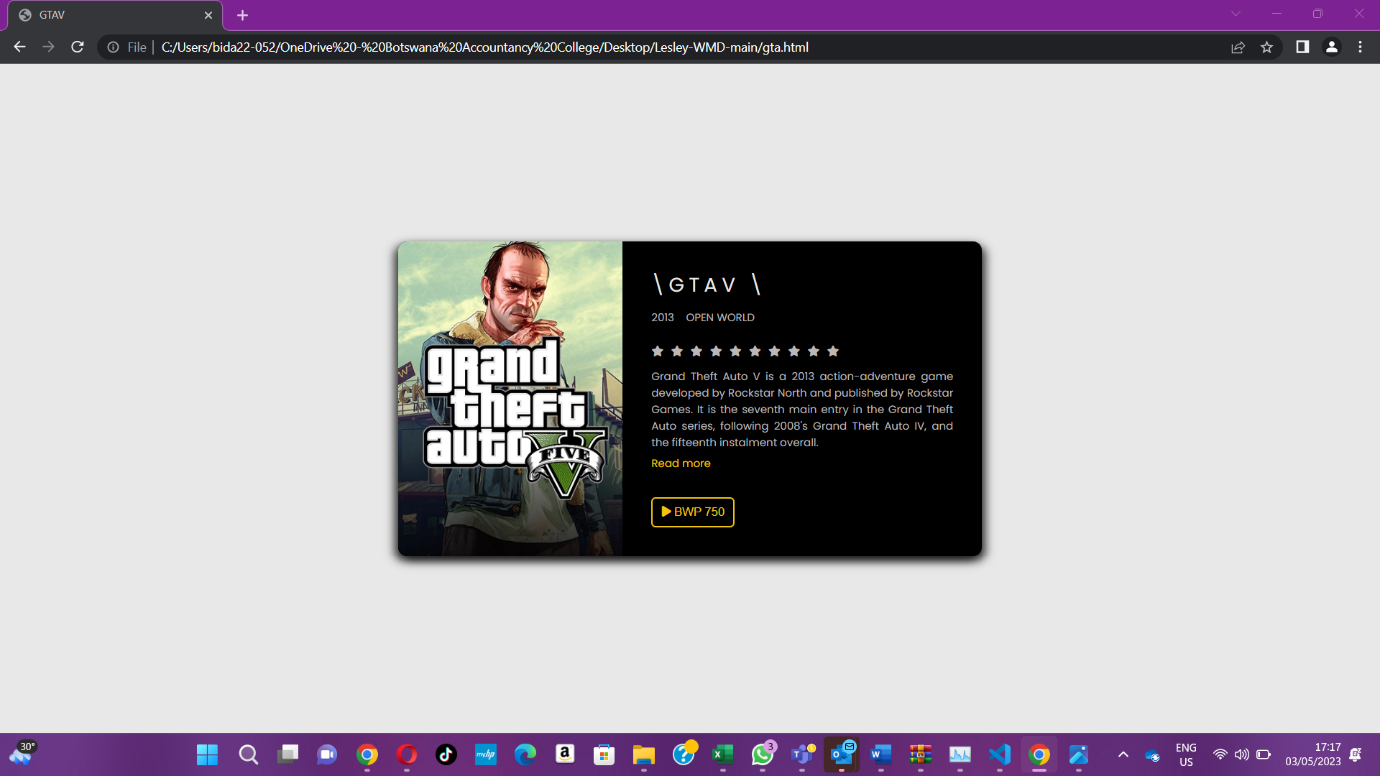 GTAV
File | C:/Users/bida22-052/OneDrive%20-%20Botswana%20Accountancy%20College/Desktop/Lesley-WMD-main/gta.html
grand
theft
auto V
FIVE
\GTAV \
2013 OPEN WORLD
Grand Theft Auto V is a 2013 action-adventure game
developed by Rockstar North and published by Rockstar
Games. It is the seventh main entry in the Grand Theft
Auto series, following 2008's Grand Theft Auto IV, and
the fifteenth instalment overall.
Read more
BWP 750
30°
myhp
a
3
ENG
US
17:17
03/05/2023